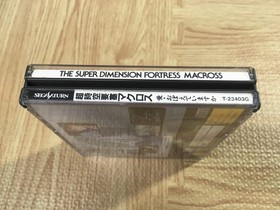 THE SUPER DIMENSION FORTRESS MACROSS
SEGA SATURN 超時空要塞マクロス 愛・おぼえていますか T-23403G